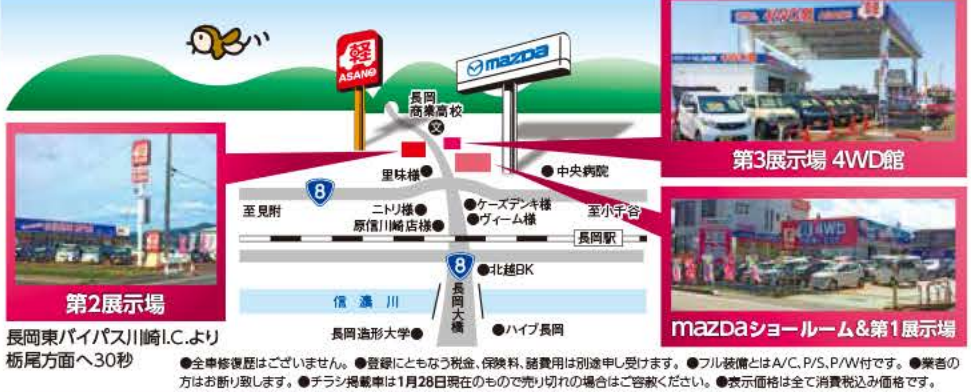 軽
ASANO
mazda
長岡
商業高校
文
里味様●
●中央病院
8
至見附
ニトリ様●
原信川崎店様●
●ケーズデンキ様
●ヴィーム様
至小千谷
長岡駅
8
●北越BK
信濃川
長岡大橋
長岡造形大学●
●ハイブ長岡
第2展示場
第3展示場 4WD館
mazDaショールーム&第1展示場
長岡東バイパス川崎I.C.より
栃尾方面へ30秒
●全車修復歴はございません。●登録にともなう税金、保険料、諸費用は別途申し受けます。●フル装備とはA/C、P/S、P/W付です。●業者の
方はお断り致します。●チラシ掲載車は1月28日現在のもので売り切れの場合はご容赦ください。●表示価格は全て消費税込み価格です。